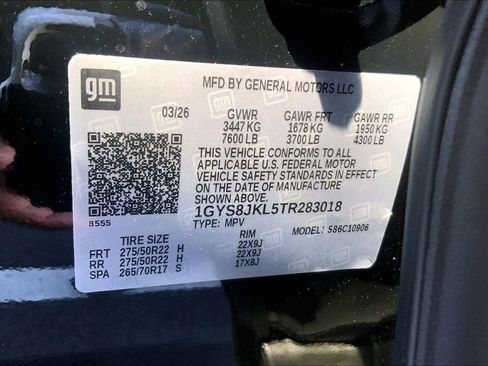 gm
MFD BY GENERAL MOTORS LLC
03/26 GVWR GAWR FRT GAWR RR
3447 KG 1678 KG 1950 KG
7600 LB 3700 LB 4300 LB
THIS VEHICLE CONFORMS TO ALL
APPLICABLE U.S. FEDERAL MOTOR
VEHICLE SAFETY STANDARDS IN EFFECT
ON THE DATE OF MANUFACTURE
SHOWN ABOVE.
1GYS8JKL5TR283018
8555 TYPE: MPV MODEL: 586C10906
TIRE SIZE RIM
FRT 275/50R22 H 22X9J
RR 275/50R22 H 22X9J
SPA 265/70R17 S 17X8J